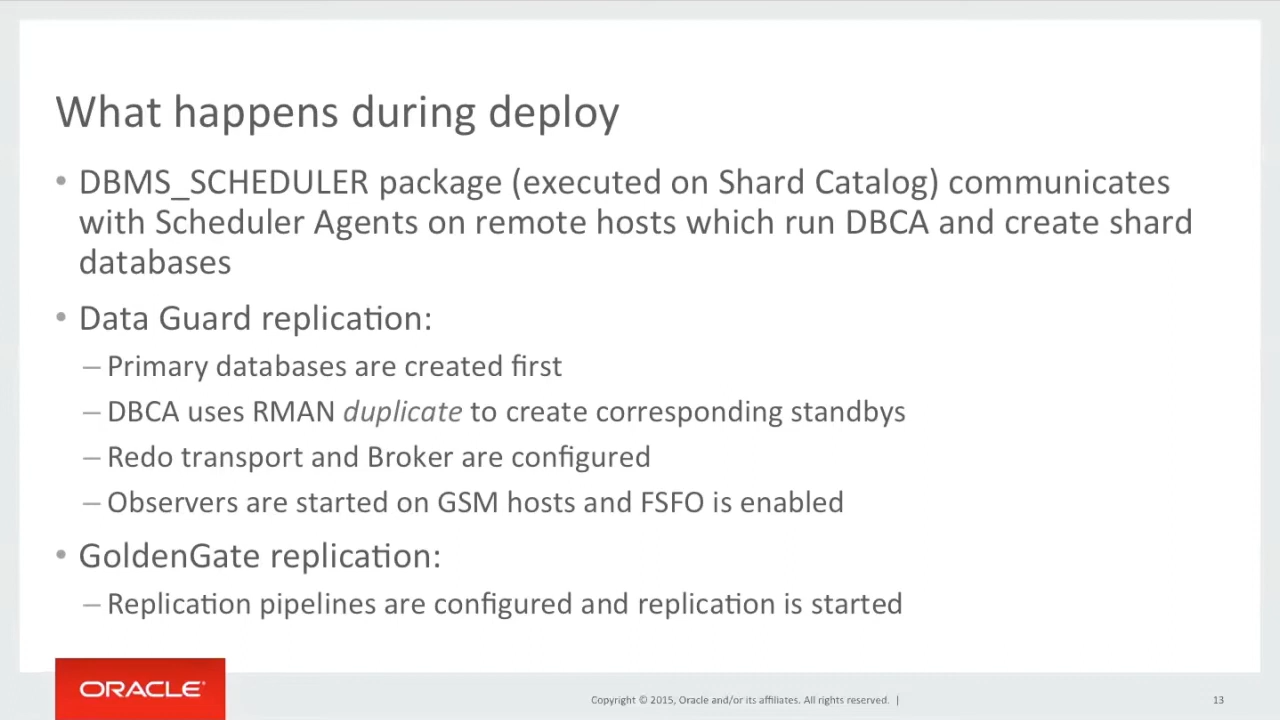 What happens during deploy
• DBMS_SCHEDULER package (executed on Shard Catalog) communicates
with Scheduler Agents on remote hosts which run DBCA and create shard
databases
• Data Guard replication:
– Primary databases are created first
– DBCA uses RMAN duplicate to create corresponding standbys
– Redo transport and Broker are configured
– Observers are started on GSM hosts and FSFO is enabled
• GoldenGate replication:
– Replication pipelines are configured and replication is started
ORACLE®
Copyright © 2015, Oracle and/or its affiliates. All rights reserved. |
13